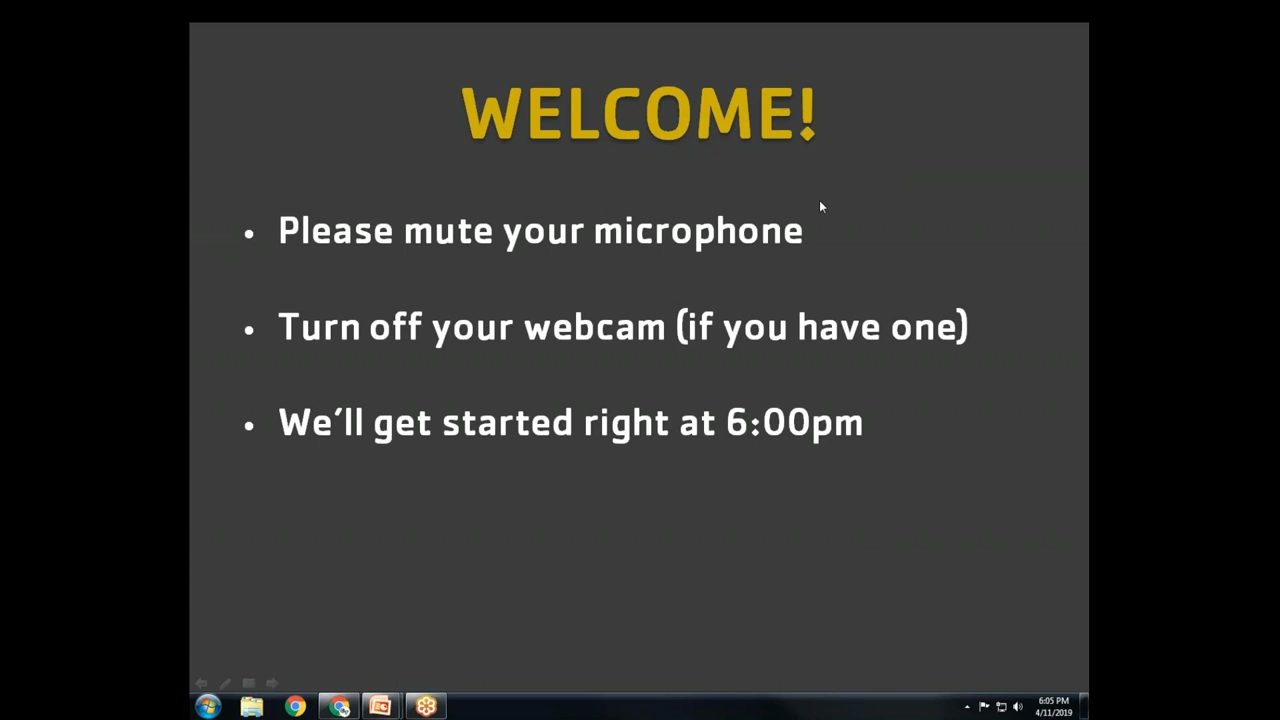 WELCOME!
• Please mute your microphone
• Turn off your webcam (if you have one)
• We’ll get started right at 6:00pm
6:05 PM
4/11/2019